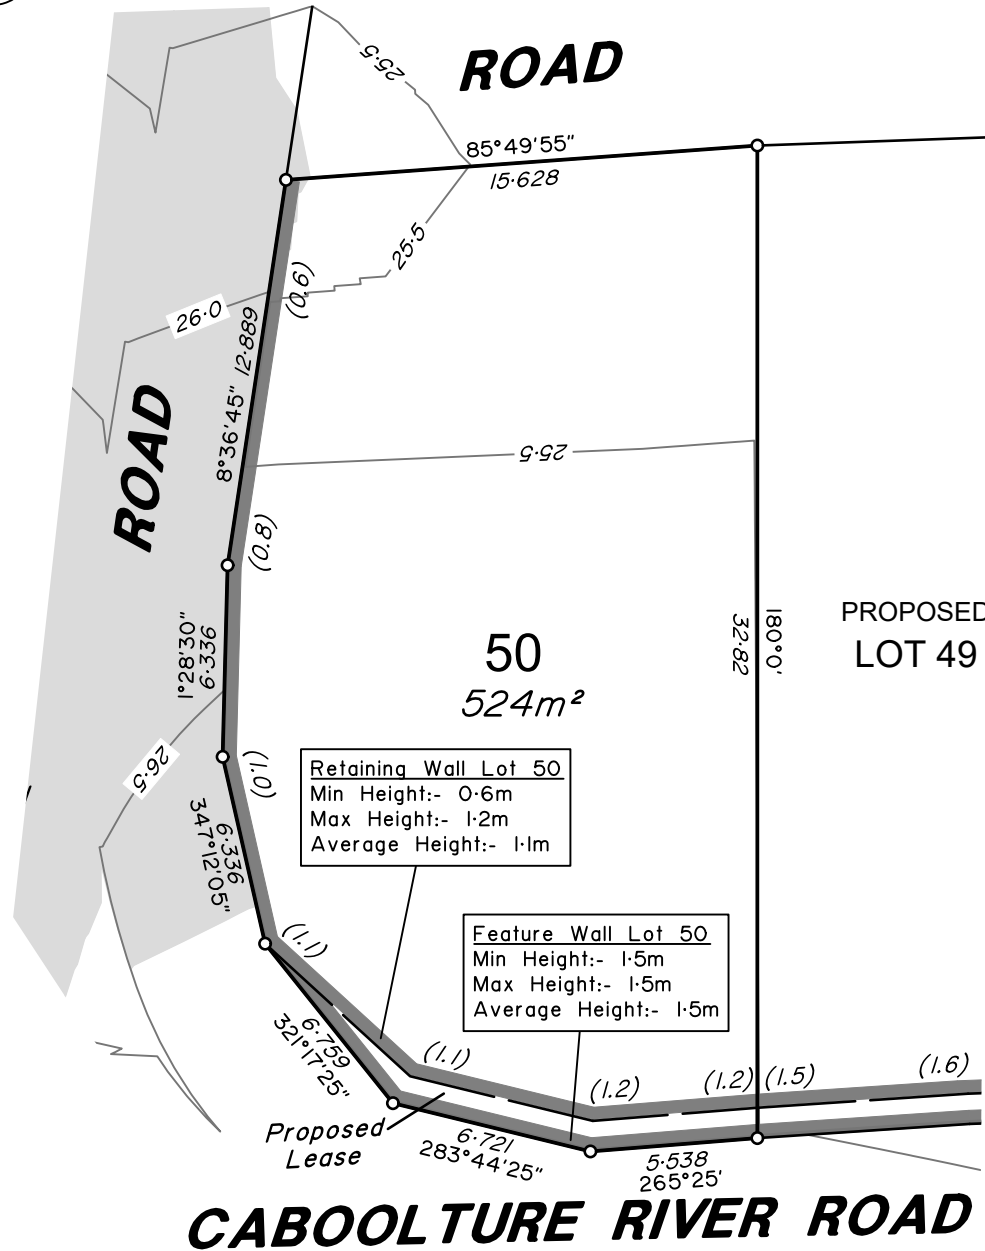 25·5
ROAD
85°49'55"
15·628
25·5
(0.6)
26·0
8°36'45" 12·889
ROAD
25·5
(0.8)
1°28'30"
6·336
32·82
180°0'
PROPOSED
LOT 49
50
524m²
26·5
(1.0)
Retaining Wall Lot 50
Min Height:- 0·6m
Max Height:- 1·2m
Average Height:- 1·1m
6·336
347°12'05"
(1.1)
Feature Wall Lot 50
Min Height:- 1·5m
Max Height:- 1·5m
Average Height:- 1·5m
6·759
321°17'25"
(1.1)
(1.2)
(1.2)
(1.5)
(1.6)
Proposed
Lease
6·721
283°44'25"
5·538
265°25'
CABOOLTURE RIVER ROAD